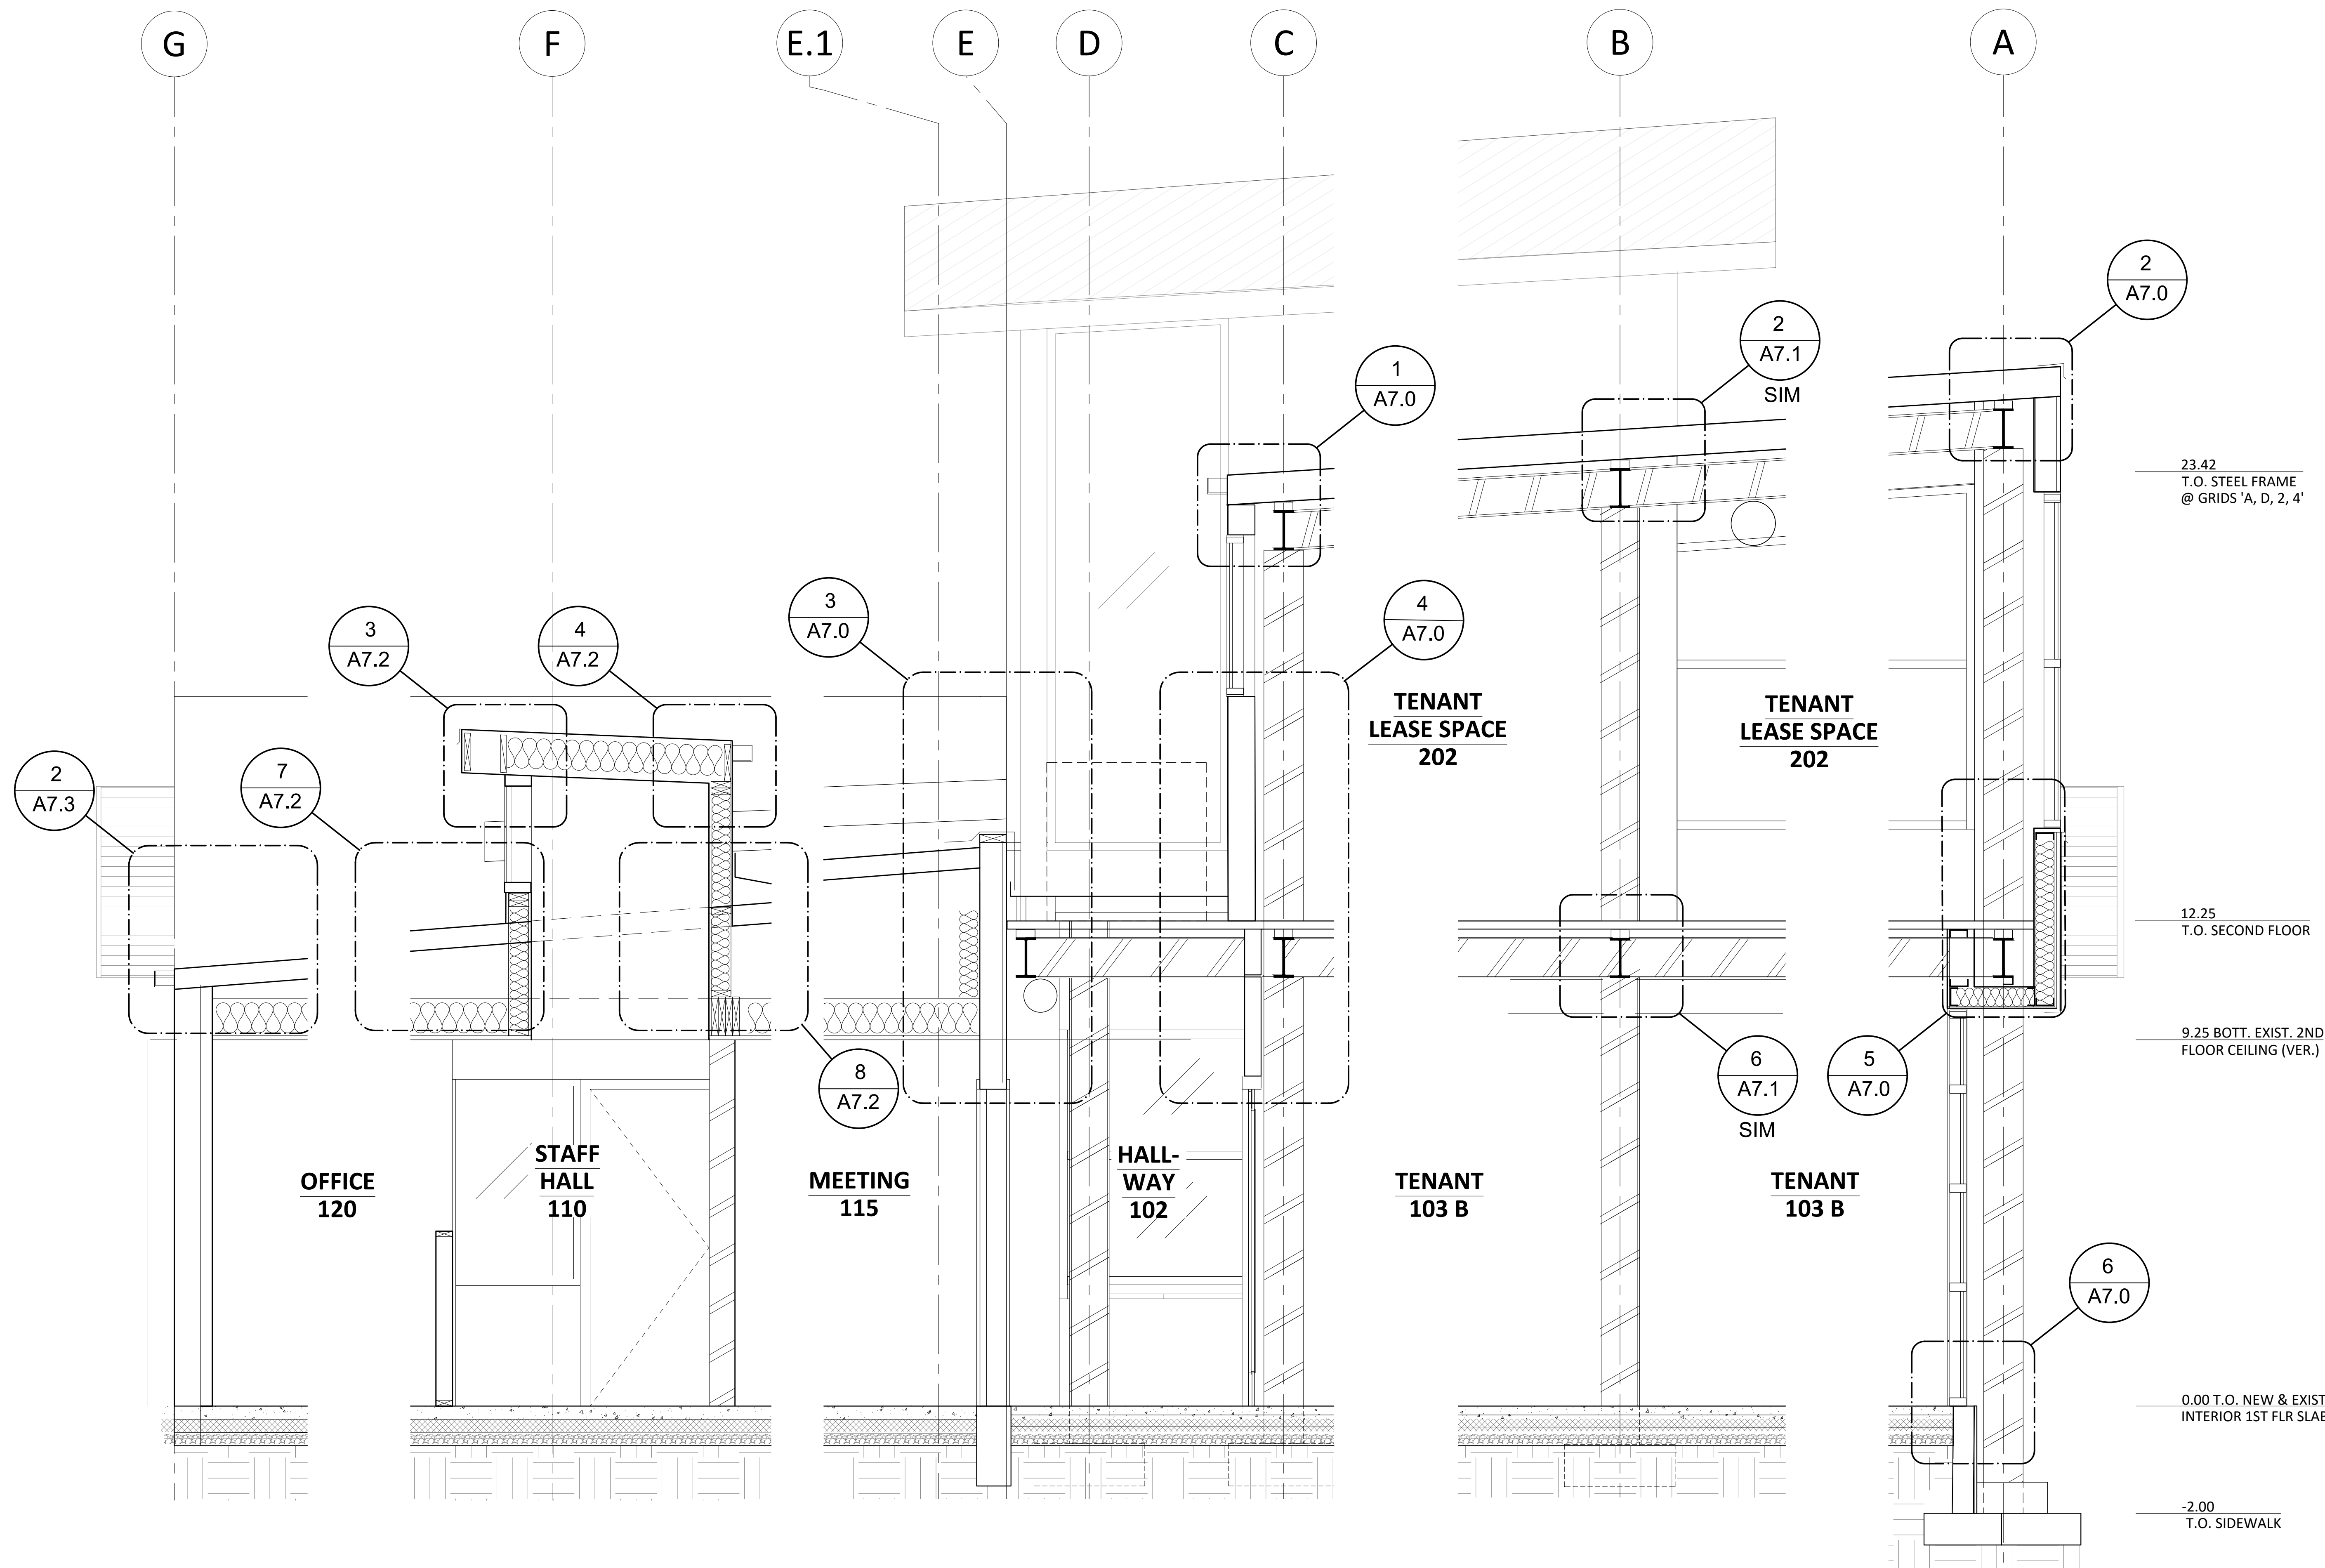 G
F
E.1
E
D
C
B
A
2
A7.0
2
A7.1
SIM
1
A7.0
23.42
T.O. STEEL FRAME
@ GRIDS 'A, D, 2, 4'
3
A7.2
4
A7.2
3
A7.0
4
A7.0
TENANT
LEASE SPACE
202
TENANT
LEASE SPACE
202
2
A7.3
7
A7.2
12.25
T.O. SECOND FLOOR
9.25 BOTT. EXIST. 2ND
FLOOR CEILING (VER.)
8
A7.2
6
A7.1
SIM
5
A7.0
OFFICE
120
STAFF
HALL
110
MEETING
115
HALL-
WAY
102
TENANT
103 B
TENANT
103 B
6
A7.0
0.00 T.O. NEW & EXIST
INTERIOR 1ST FLR SLAB
-2.00
T.O. SIDEWALK